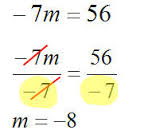 −7m = 56
−7m/−7 = 56/−7
m = −8